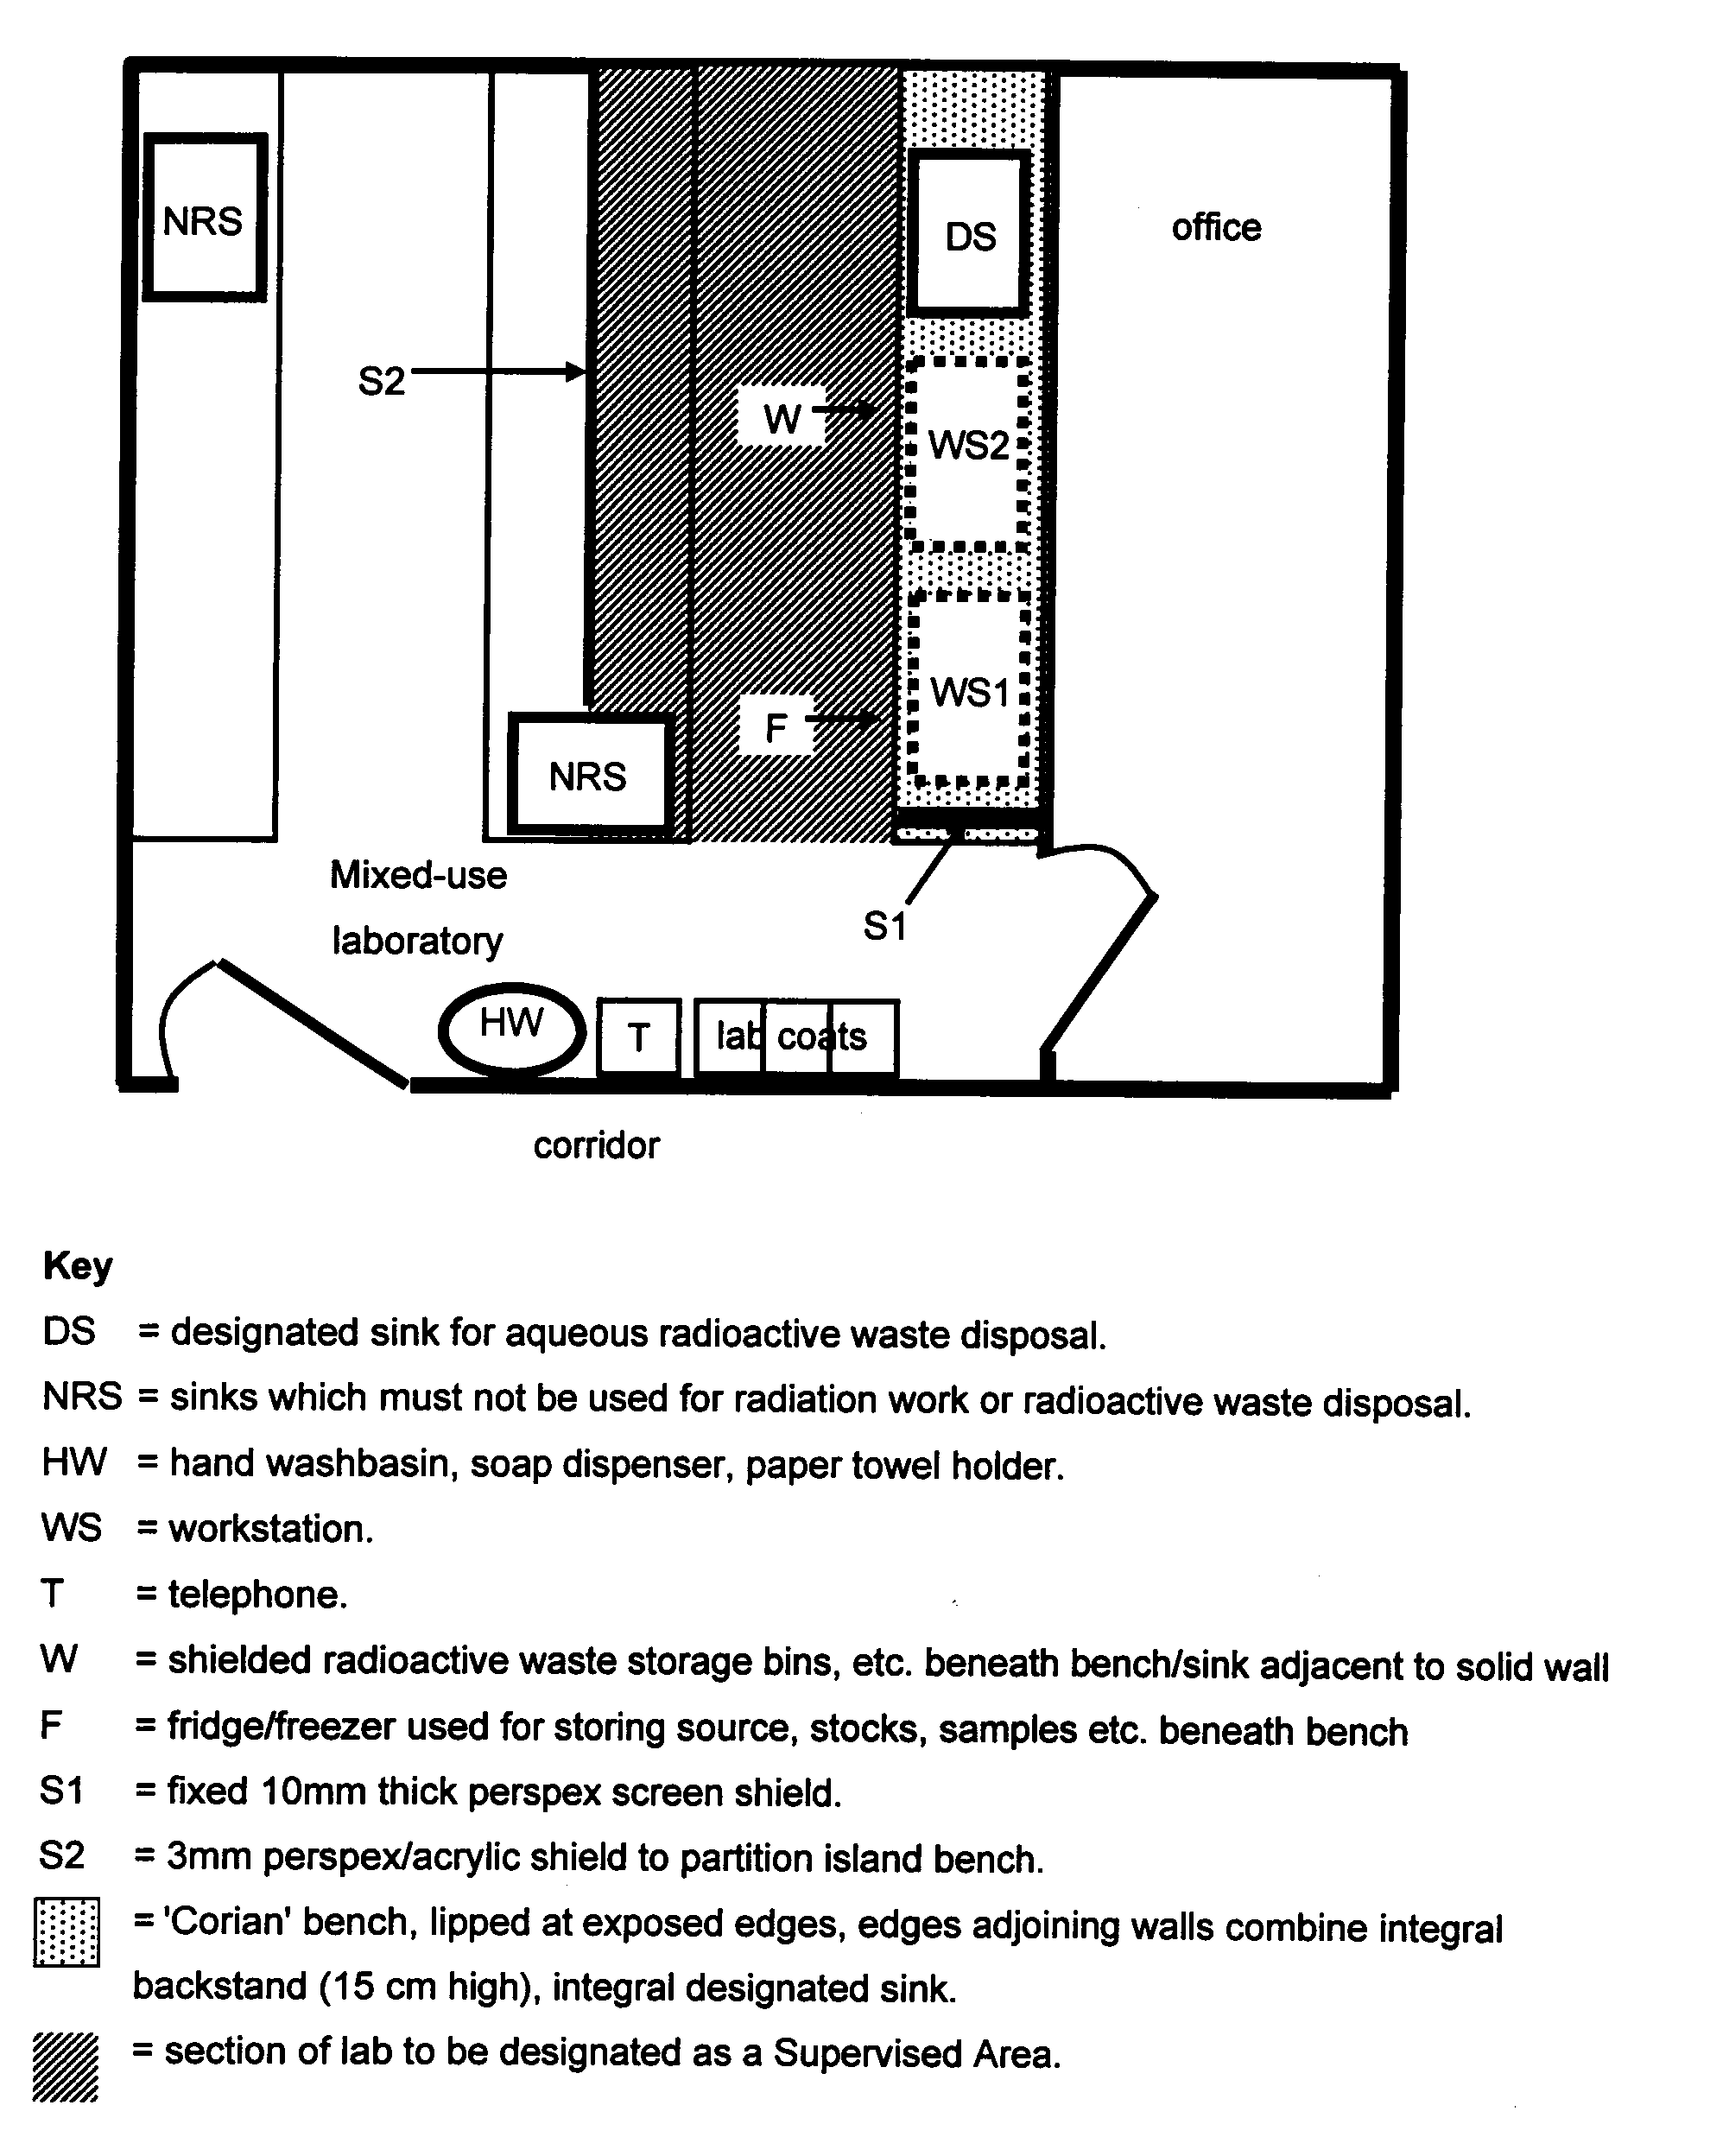 NRS
DS
office
S2
W
WS2
WS1
F
NRS
Mixed-use
laboratory
S1
HW
T
lab coats
corridor
Key
DS = designated sink for aqueous radioactive waste disposal.
NRS = sinks which must not be used for radiation work or radioactive waste disposal.
HW = hand washbasin, soap dispenser, paper towel holder.
WS = workstation.
T = telephone.
W = shielded radioactive waste storage bins, etc. beneath bench/sink adjacent to solid wall
F = fridge/freezer used for storing source, stocks, samples etc. beneath bench
S1 = fixed 10mm thick perspex screen shield.
S2 = 3mm perspex/acrylic shield to partition island bench.
= 'Corian' bench, lipped at exposed edges, edges adjoining walls combine integral
backstand (15 cm high), integral designated sink.
= section of lab to be designated as a Supervised Area.